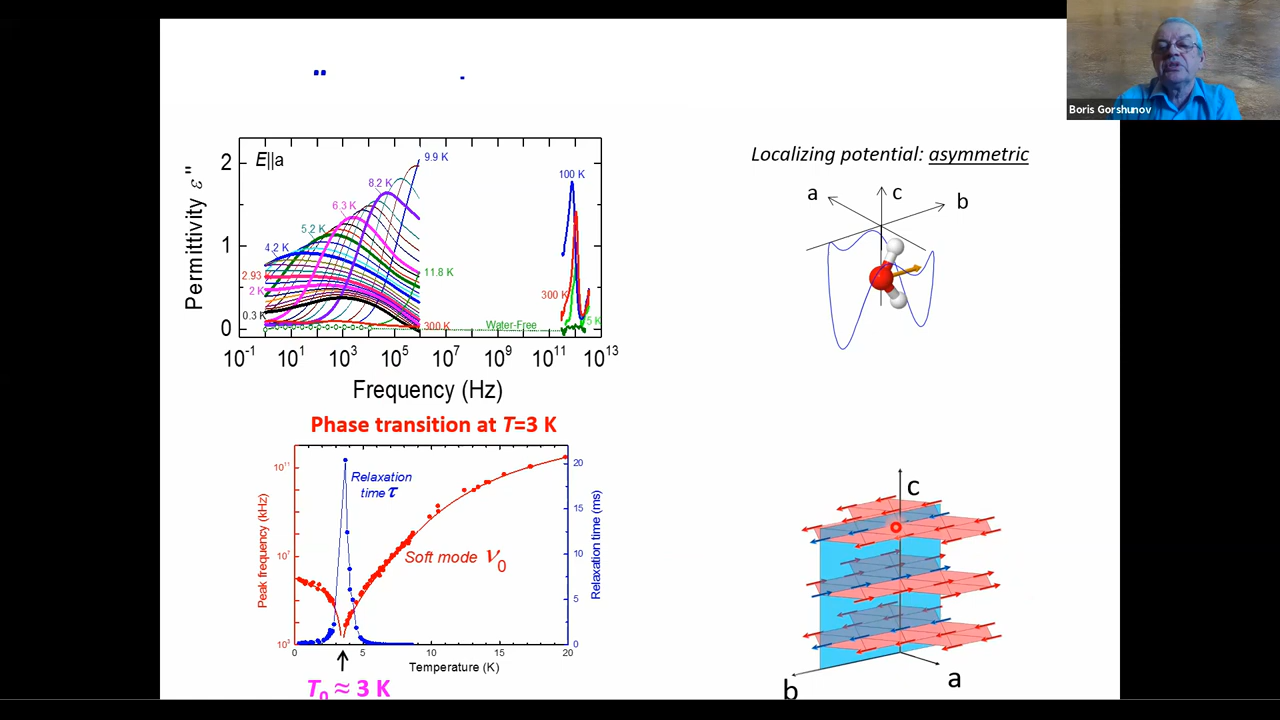 Boris Gorshunov
Permittivity ε"
E||a
2
1
0
9.9 K
8.2 K
6.3 K
5.2 K
4.2 K
2.93
2 K
0.3 K
11.8 K
300 K
Water-Free
100 K
300 K
5 K
10⁻¹ 10¹ 10³ 10⁵ 10⁷ 10⁹ 10¹¹ 10¹³
Frequency (Hz)
Localizing potential: asymmetric
a c b
Phase transition at T=3 K
Peak frequency (kHz)
10¹¹
10⁷
10³
Relaxation
time τ
Soft mode ν₀
20
15
10
5
0
Relaxation time (ms)
0 5 10 15 20
Temperature (K)
T₀ ≈ 3 K
c
b
a